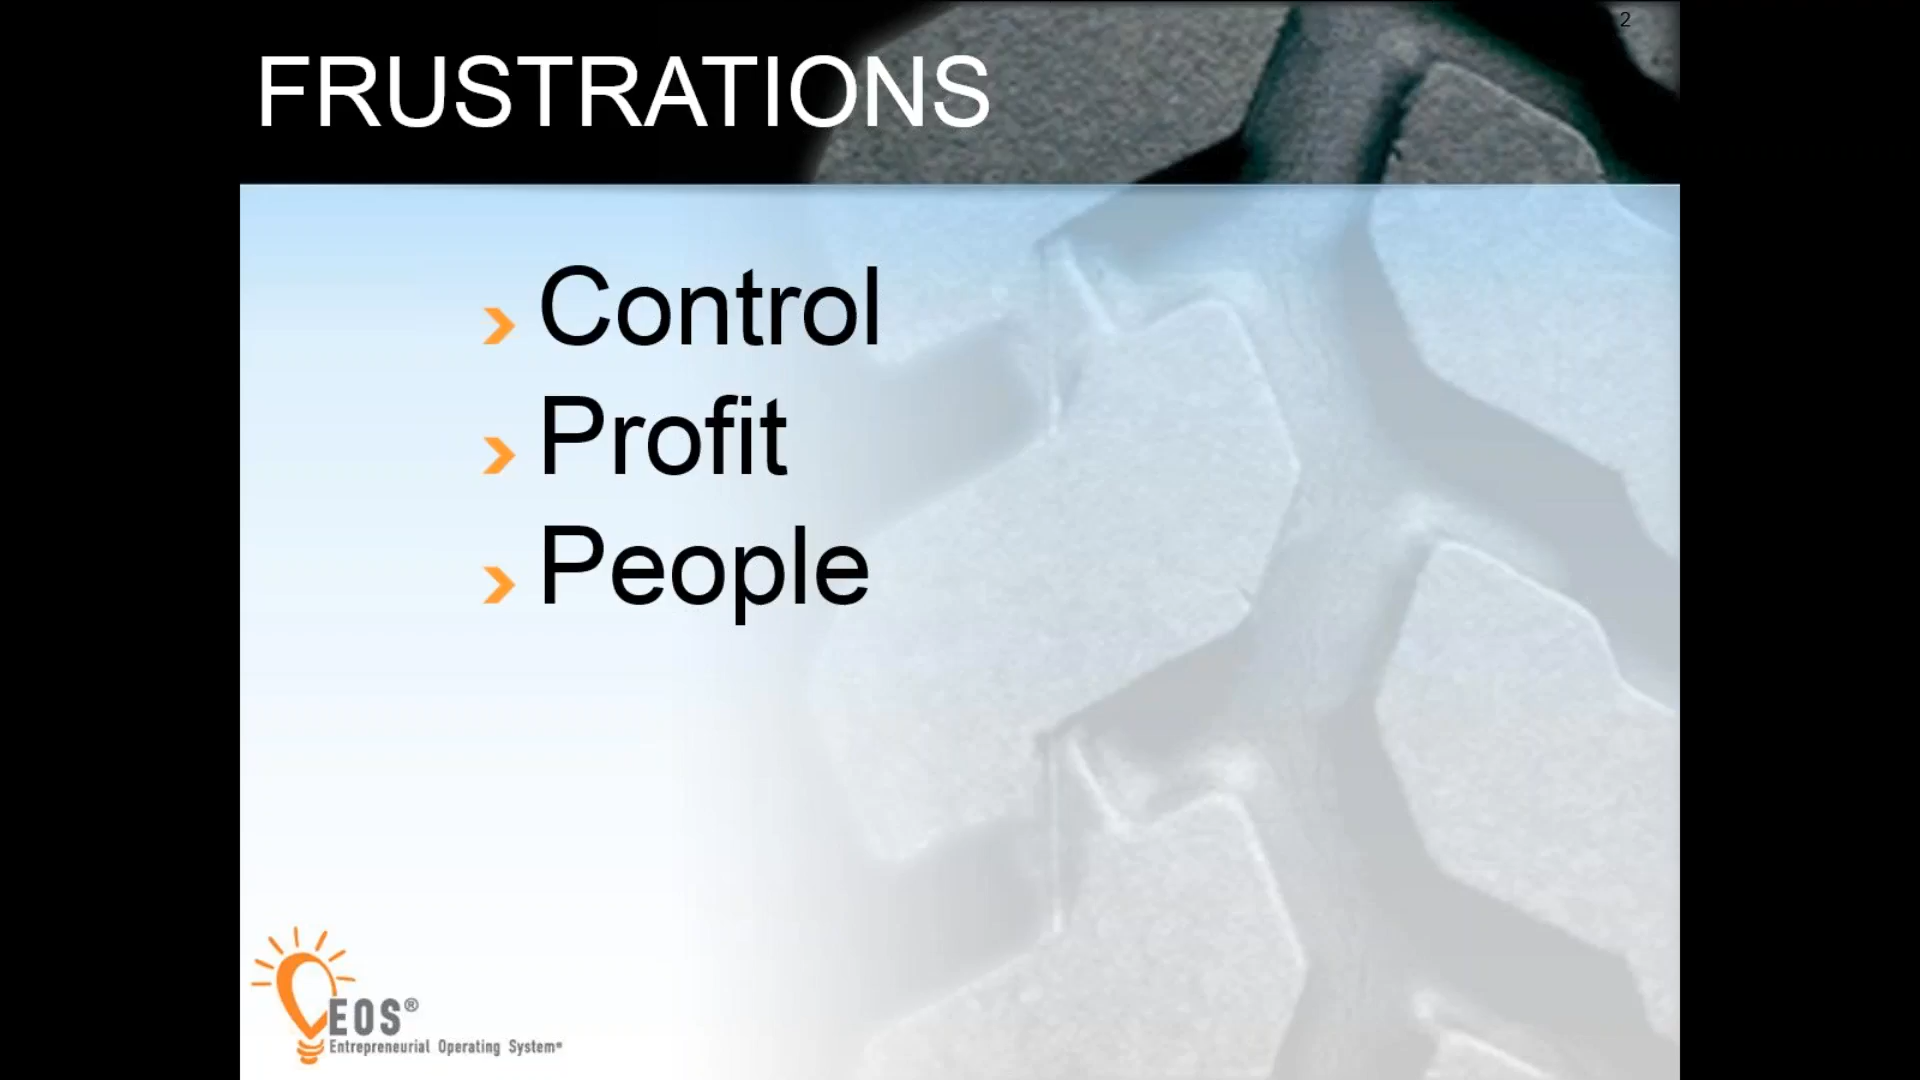 2
FRUSTRATIONS
Control
Profit
People
EOS®
Entrepreneurial Operating System®